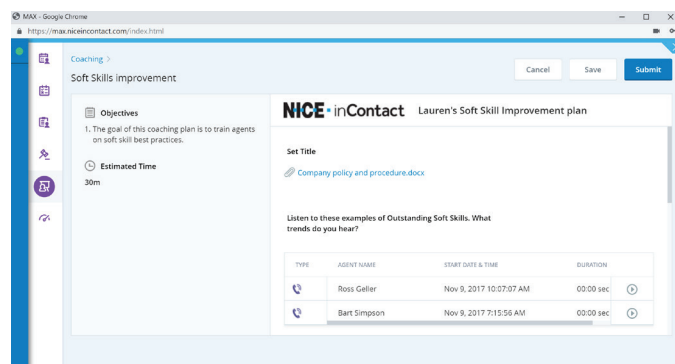 MAX - Google Chrome
https://max.niceincontact.com/index.html
Coaching >
Soft Skills improvement
Cancel
Save
Submit
Objectives
1. The goal of this coaching plan is to train agents
on soft skill best practices.
Estimated Time
30m
NICE inContact
Lauren's Soft Skill Improvement plan
Set Title
Company policy and procedure.docx
Listen to these examples of Outstanding Soft Skills. What
trends do you hear?
TYPE AGENT NAME START DATE & TIME DURATION
Ross Geller Nov 9, 2017 10:07:07 AM 00:00 sec
Bart Simpson Nov 9, 2017 7:15:56 AM 00:00 sec